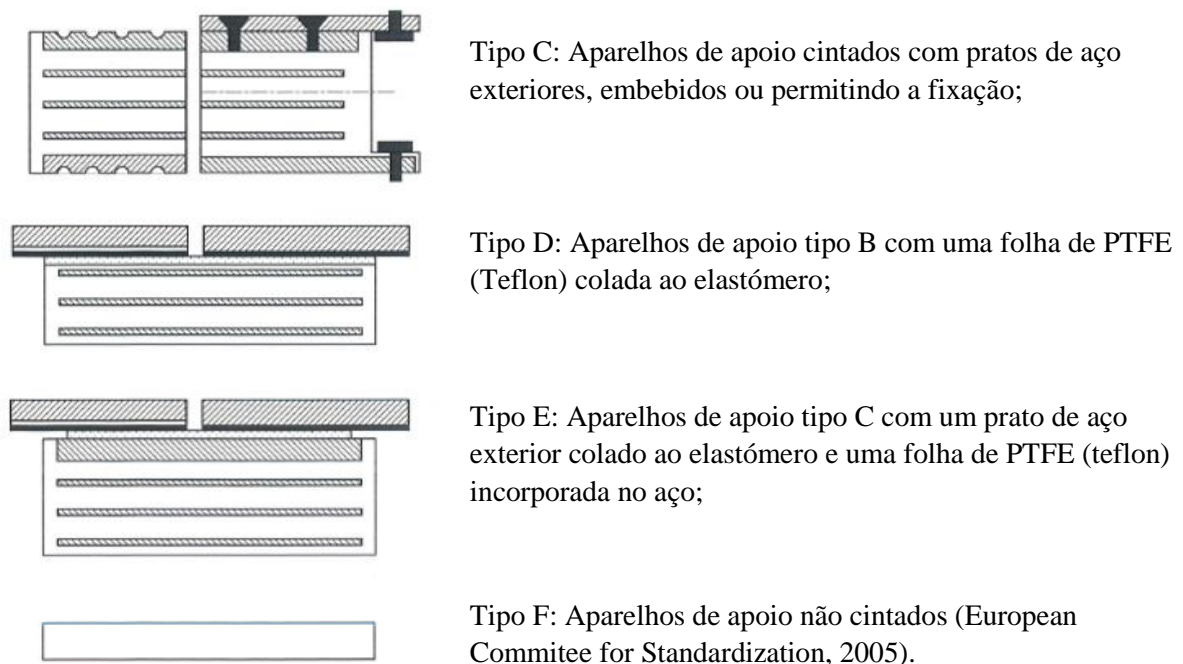 Tipo C: Aparelhos de apoio cintados com pratos de aço
exteriores, embebidos ou permitindo a fixação;
Tipo D: Aparelhos de apoio tipo B com uma folha de PTFE
(Teflon) colada ao elastómero;
Tipo E: Aparelhos de apoio tipo C com um prato de aço
exterior colado ao elastómero e uma folha de PTFE (teflon)
incorporada no aço;
Tipo F: Aparelhos de apoio não cintados (European
Commitee for Standardization, 2005).